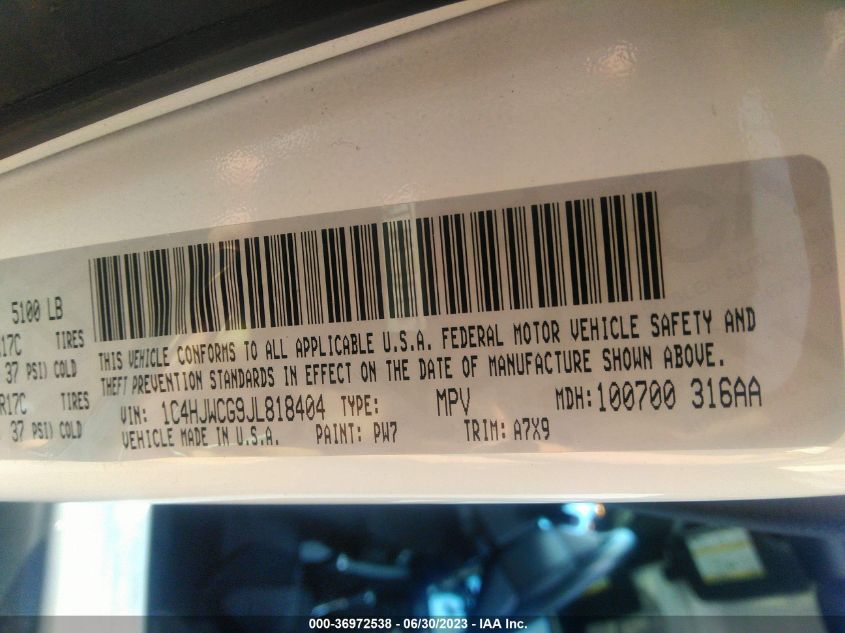 5100 LB
17C TIRES
37 PSI) COLD
R17C TIRES
37 PSI) COLD
THIS VEHICLE CONFORMS TO ALL APPLICABLE U.S.A. FEDERAL MOTOR VEHICLE SAFETY AND
THEFT PREVENTION STANDARDS IN EFFECT ON THE DATE OF MANUFACTURE SHOWN ABOVE.
VIN: 1C4HJWCG9JL818404 TYPE: MPV MDH: 100700 316AA
VEHICLE MADE IN U.S.A. PAINT: PW7 TRIM: A7X9
000-36972538 - 06/30/2023 - IAA Inc.